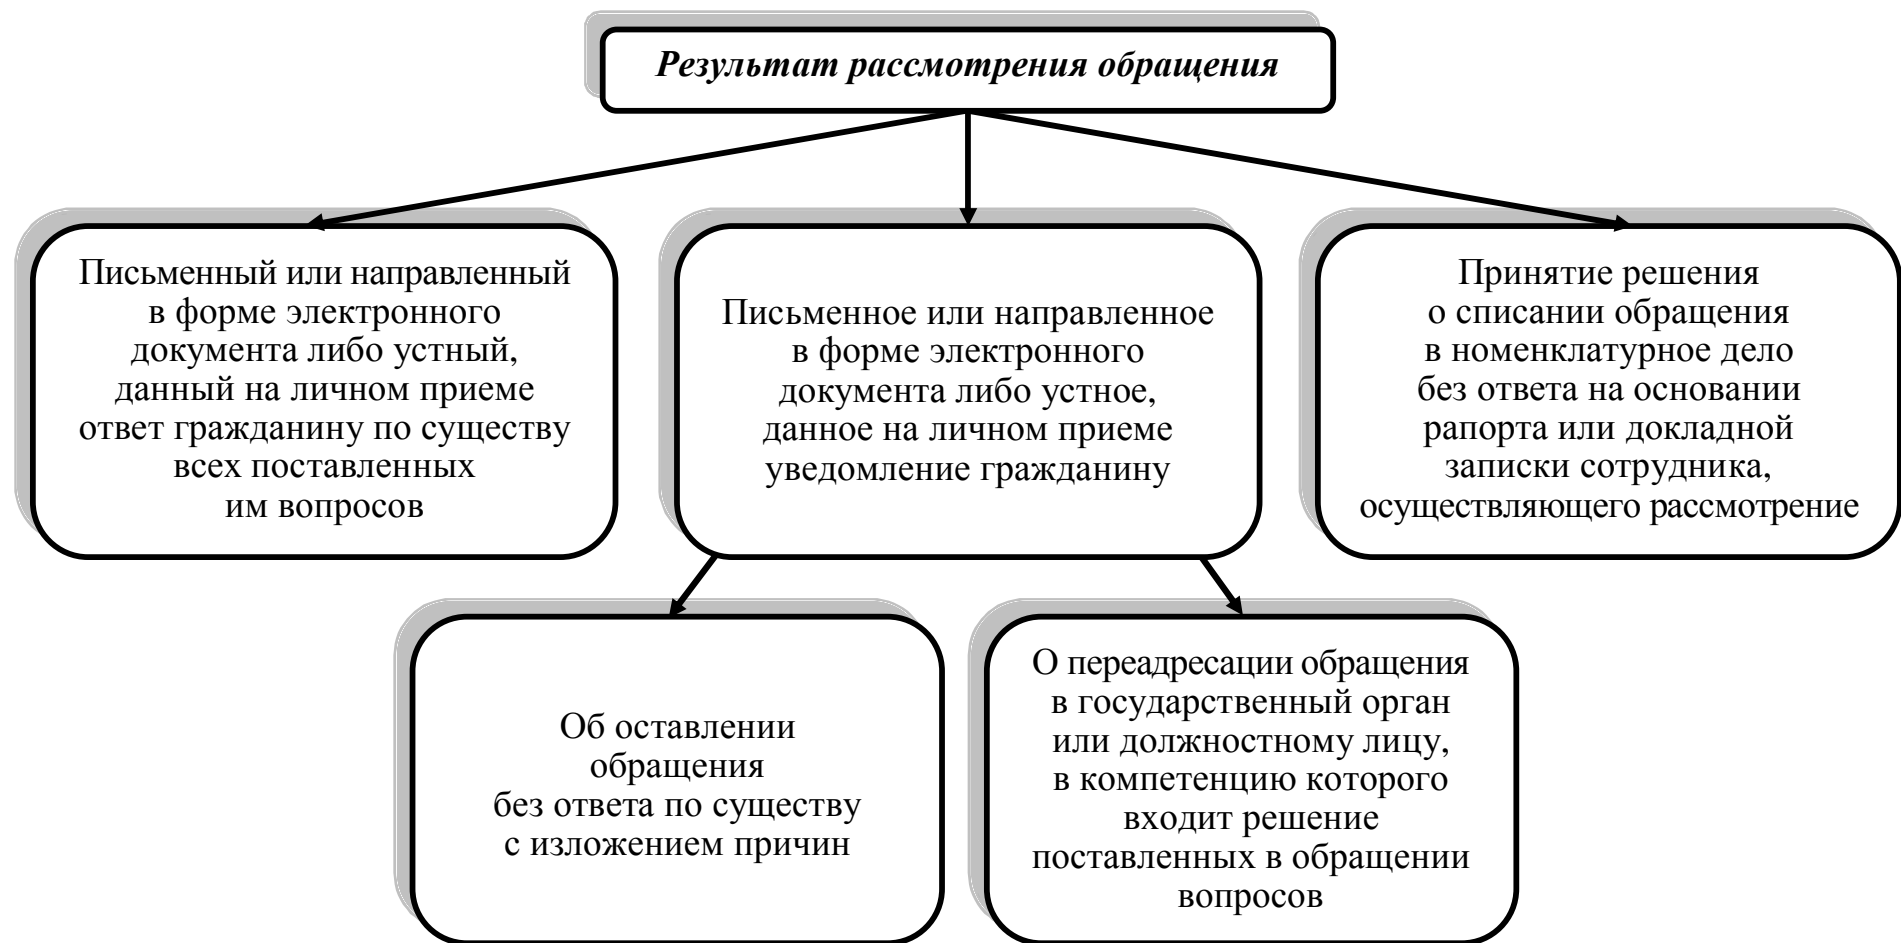 Результат рассмотрения обращения
Письменный или направленный
в форме электронного
документа либо устный,
данный на личном приеме
ответ гражданину по существу
всех поставленных
им вопросов
Письменное или направленное
в форме электронного
документа либо устное,
данное на личном приеме
уведомление гражданину
Принятие решения
о списании обращения
в номенклатурное дело
без ответа на основании
рапорта или докладной
записки сотрудника,
осуществляющего рассмотрение
Об оставлении
обращения
без ответа по существу
с изложением причин
О переадресации обращения
в государственный орган
или должностному лицу,
в компетенцию которого
входит решение
поставленных в обращении
вопросов